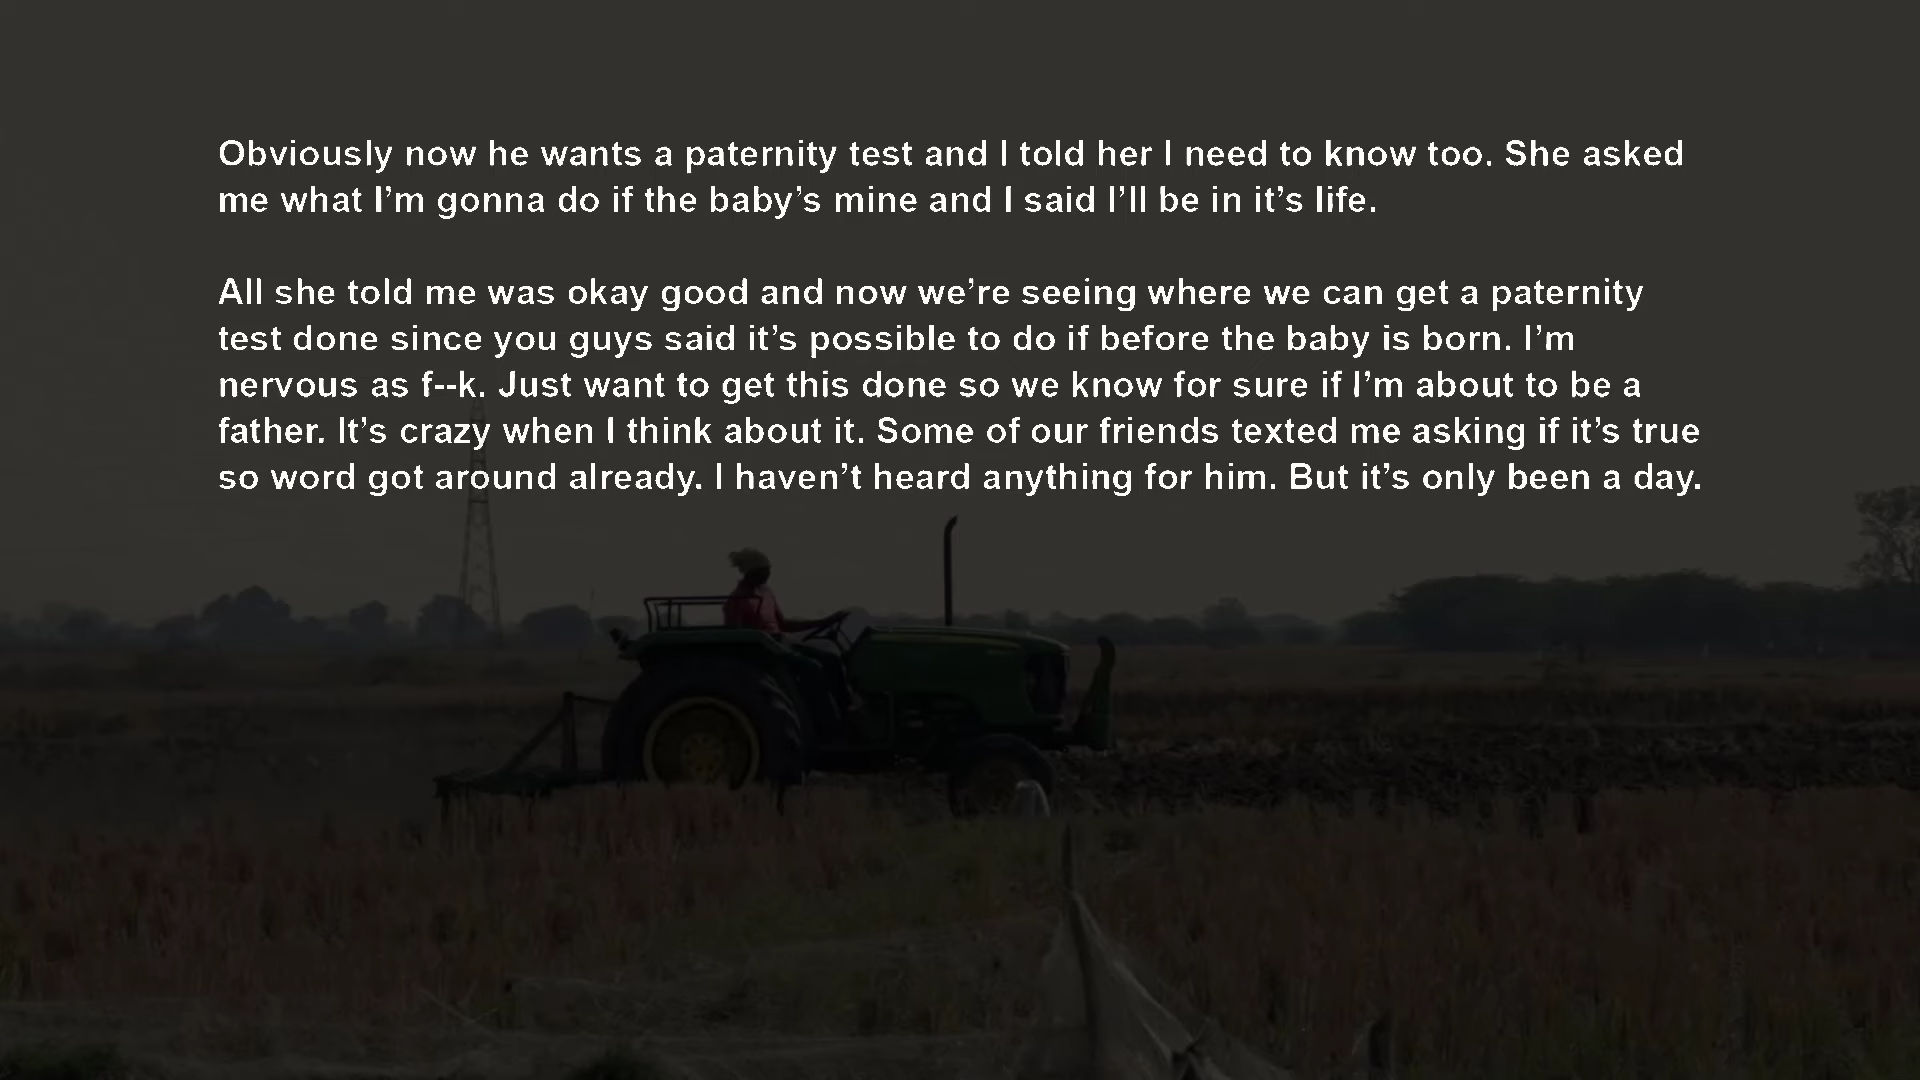 Obviously now he wants a paternity test and I told her I need to know too. She asked
me what I’m gonna do if the baby’s mine and I said I’ll be in it’s life.
All she told me was okay good and now we’re seeing where we can get a paternity
test done since you guys said it’s possible to do if before the baby is born. I’m
nervous as f--k. Just want to get this done so we know for sure if I’m about to be a
father. It’s crazy when I think about it. Some of our friends texted me asking if it’s true
so word got around already. I haven’t heard anything for him. But it’s only been a day.